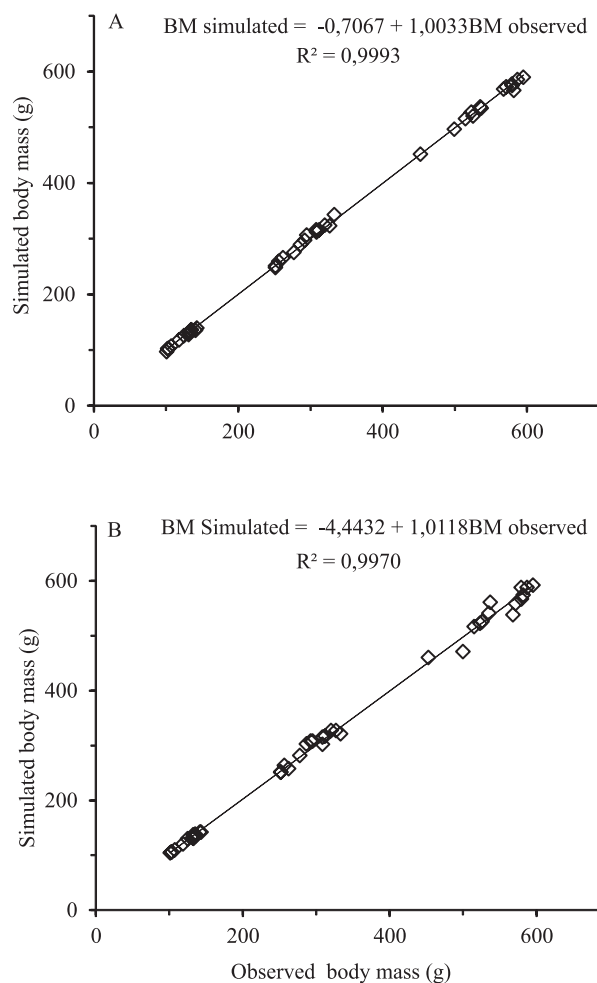 A
BM simulated = -0,7067 + 1,0033BM observed
R² = 0,9993
Simulated body mass (g)
600
400
200
0
0 200 400 600
B
BM Simulated = -4,4432 + 1,0118BM observed
R² = 0,9970
Simulated body mass (g)
600
400
200
0
0 200 400 600
Observed body mass (g)